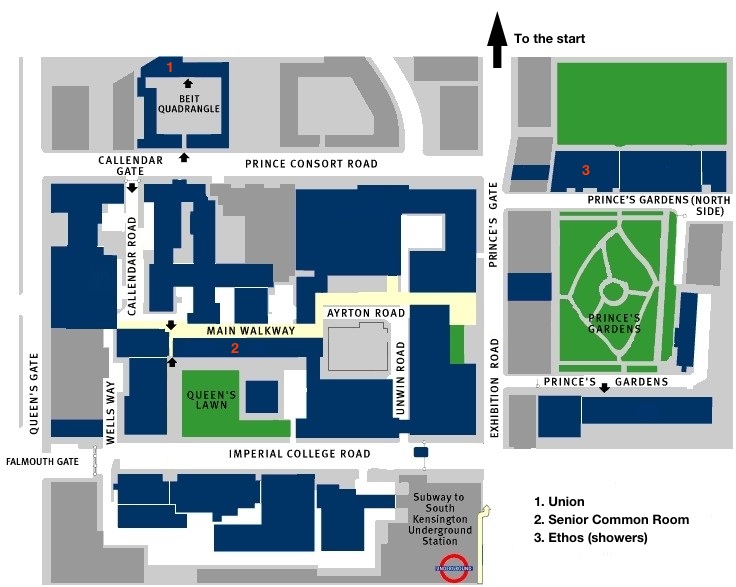 To the start
1
BEIT
QUADRANGLE
CALLENDAR
GATE
PRINCE CONSORT ROAD
3
PRINCE'S GARDENS (NORTH
SIDE)
CALLENDAR ROAD
PRINCE'S GATE
AYRTON ROAD
MAIN WALKWAY
2
PRINCE'S
GARDENS
QUEEN'S GATE
WELLS WAY
QUEEN'S
LAWN
UNWIN ROAD
EXHIBITION ROAD
PRINCE'S GARDENS
IMPERIAL COLLEGE ROAD
FALMOUTH GATE
Subway to
South
Kensington
Underground
Station
UNDERGROUND
1. Union
2. Senior Common Room
3. Ethos (showers)